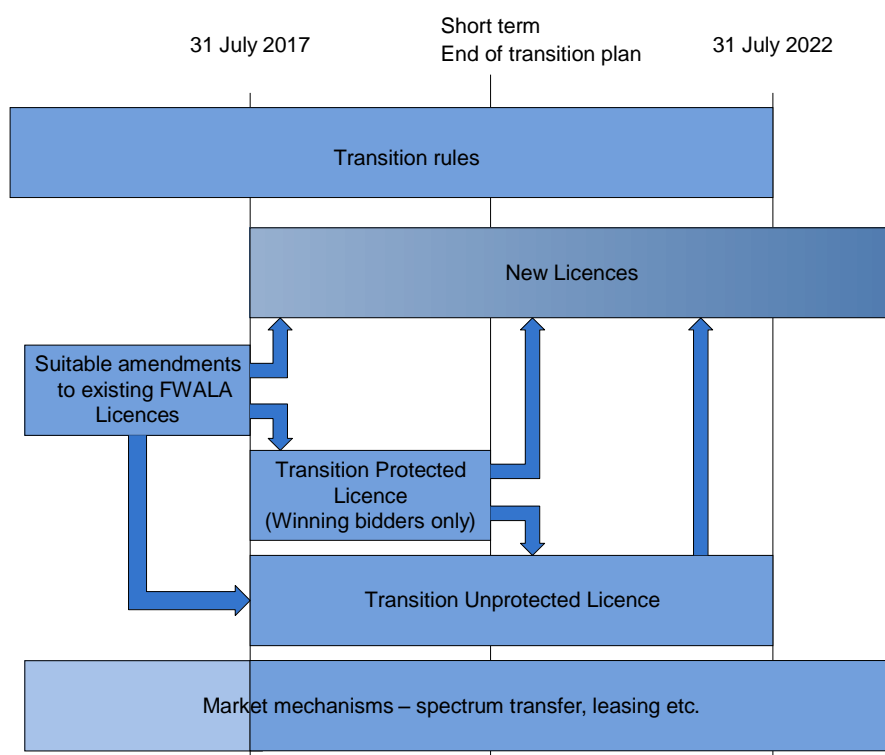 31 July 2017
Short term
End of transition plan
31 July 2022
Transition rules
New Licences
Suitable amendments
to existing FWALA
Licences
Transition Protected
Licence
(Winning bidders only)
Transition Unprotected Licence
Market mechanisms – spectrum transfer, leasing etc.